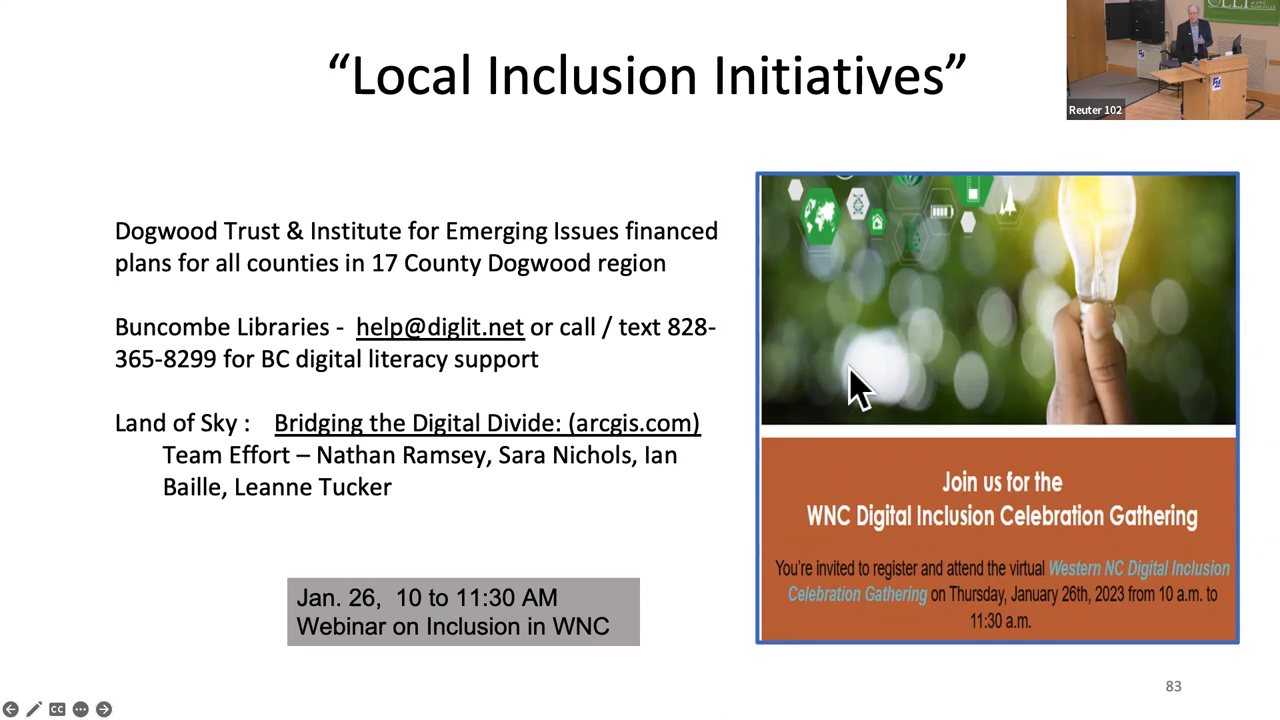 “Local Inclusion Initiatives”
Reuter 102
Dogwood Trust & Institute for Emerging Issues financed
plans for all counties in 17 County Dogwood region
Buncombe Libraries - help@diglit.net or call / text 828-
365-8299 for BC digital literacy support
Land of Sky : Bridging the Digital Divide: (arcgis.com)
Team Effort – Nathan Ramsey, Sara Nichols, Ian
Baille, Leanne Tucker
Jan. 26, 10 to 11:30 AM
Webinar on Inclusion in WNC
Join us for the
WNC Digital Inclusion Celebration Gathering
You’re invited to register and attend the virtual Western NC Digital Inclusion
Celebration Gathering on Thursday, January 26th, 2023 from 10 a.m. to
11:30 a.m.
83
CC